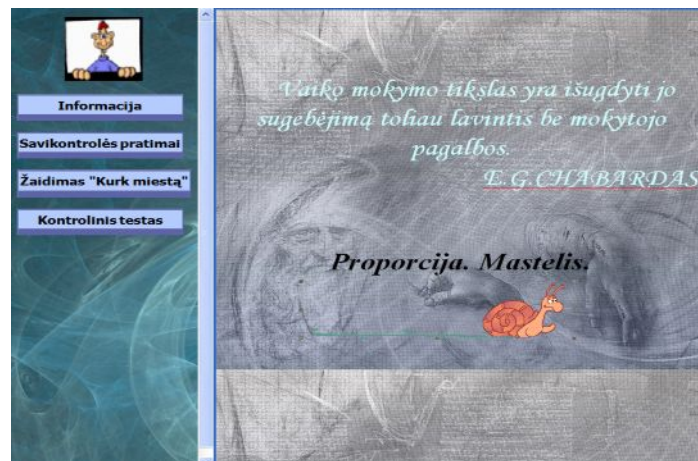 Informacija
Savikontrolės pratimai
Žaidimas "Kurk miestą"
Kontrolinis testas
Vaiko mokymo tikslas yra išugdyti jo
sugebėjimą toliau lavintis be mokytojo
pagalbos.
E.G.CHABARDAS
Proporcija. Mastelis.